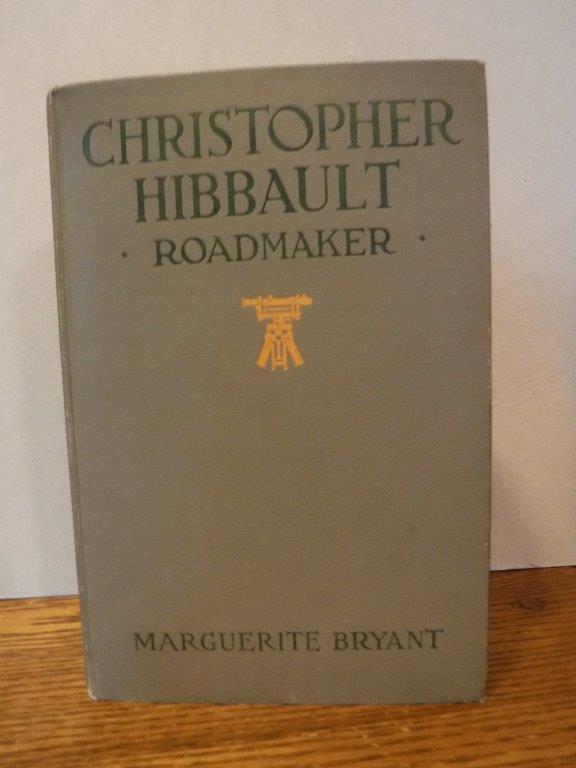 CHRISTOPHER
HIBBAULT
· ROADMAKER ·
MARGUERITE BRYANT